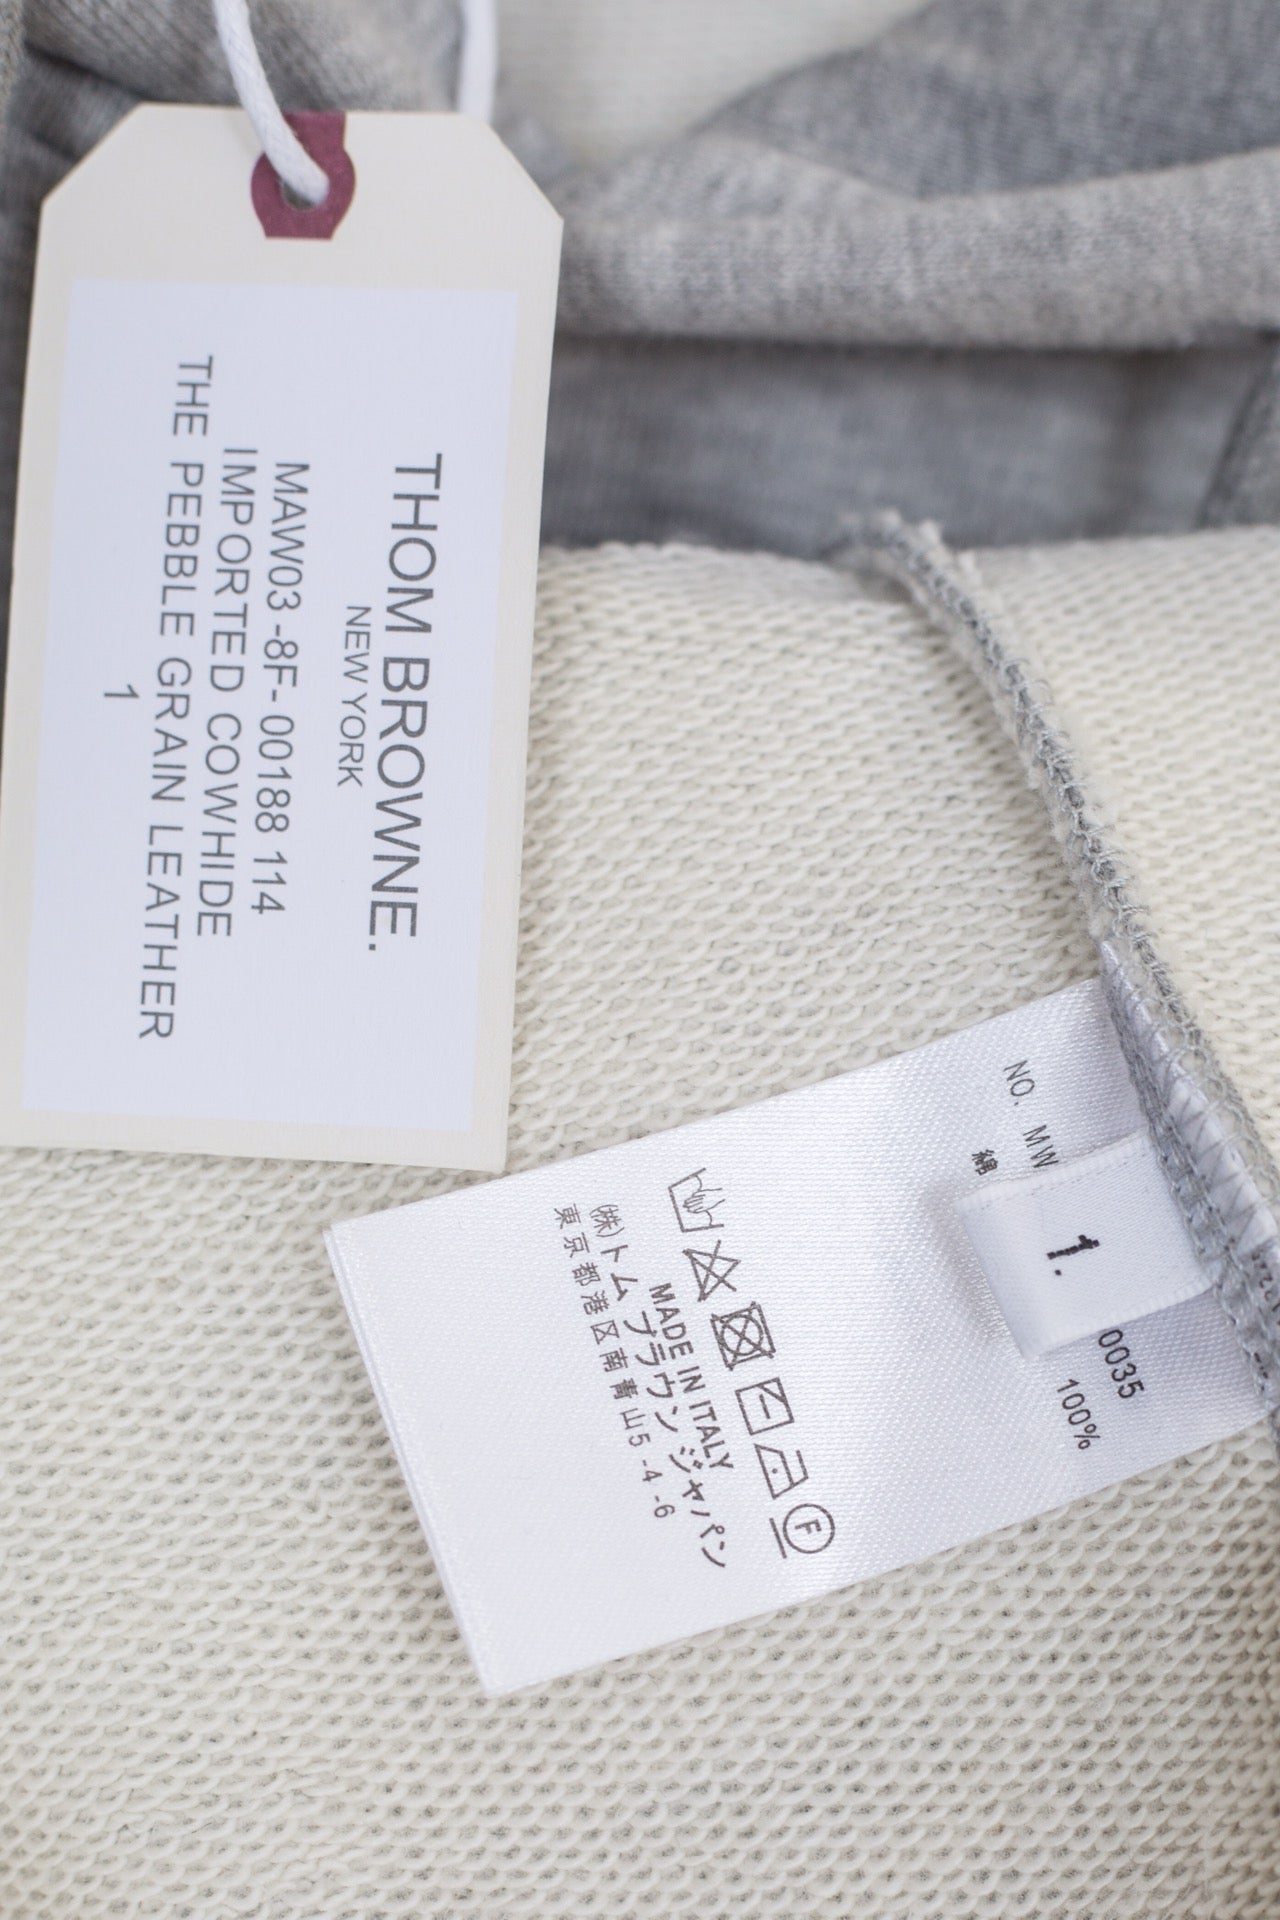 THOM BROWNE.
NEW YORK
MAW03 -8F- 00188 114
IMPORTED COWHIDE
THE PEBBLE GRAIN LEATHER
1
NO. MW
0035
綿
100%
1.
F
MADE IN ITALY
(株)トム ブラウン ジャパン
東京都港区南青山5 -4 -6